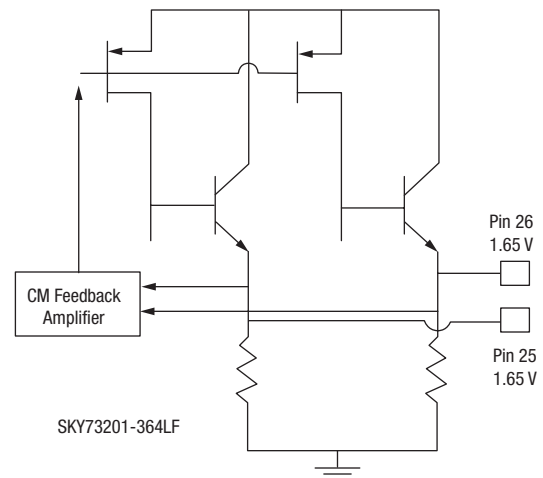 Pin 26
1.65 V
CM Feedback
Amplifier
Pin 25
1.65 V
SKY73201-364LF